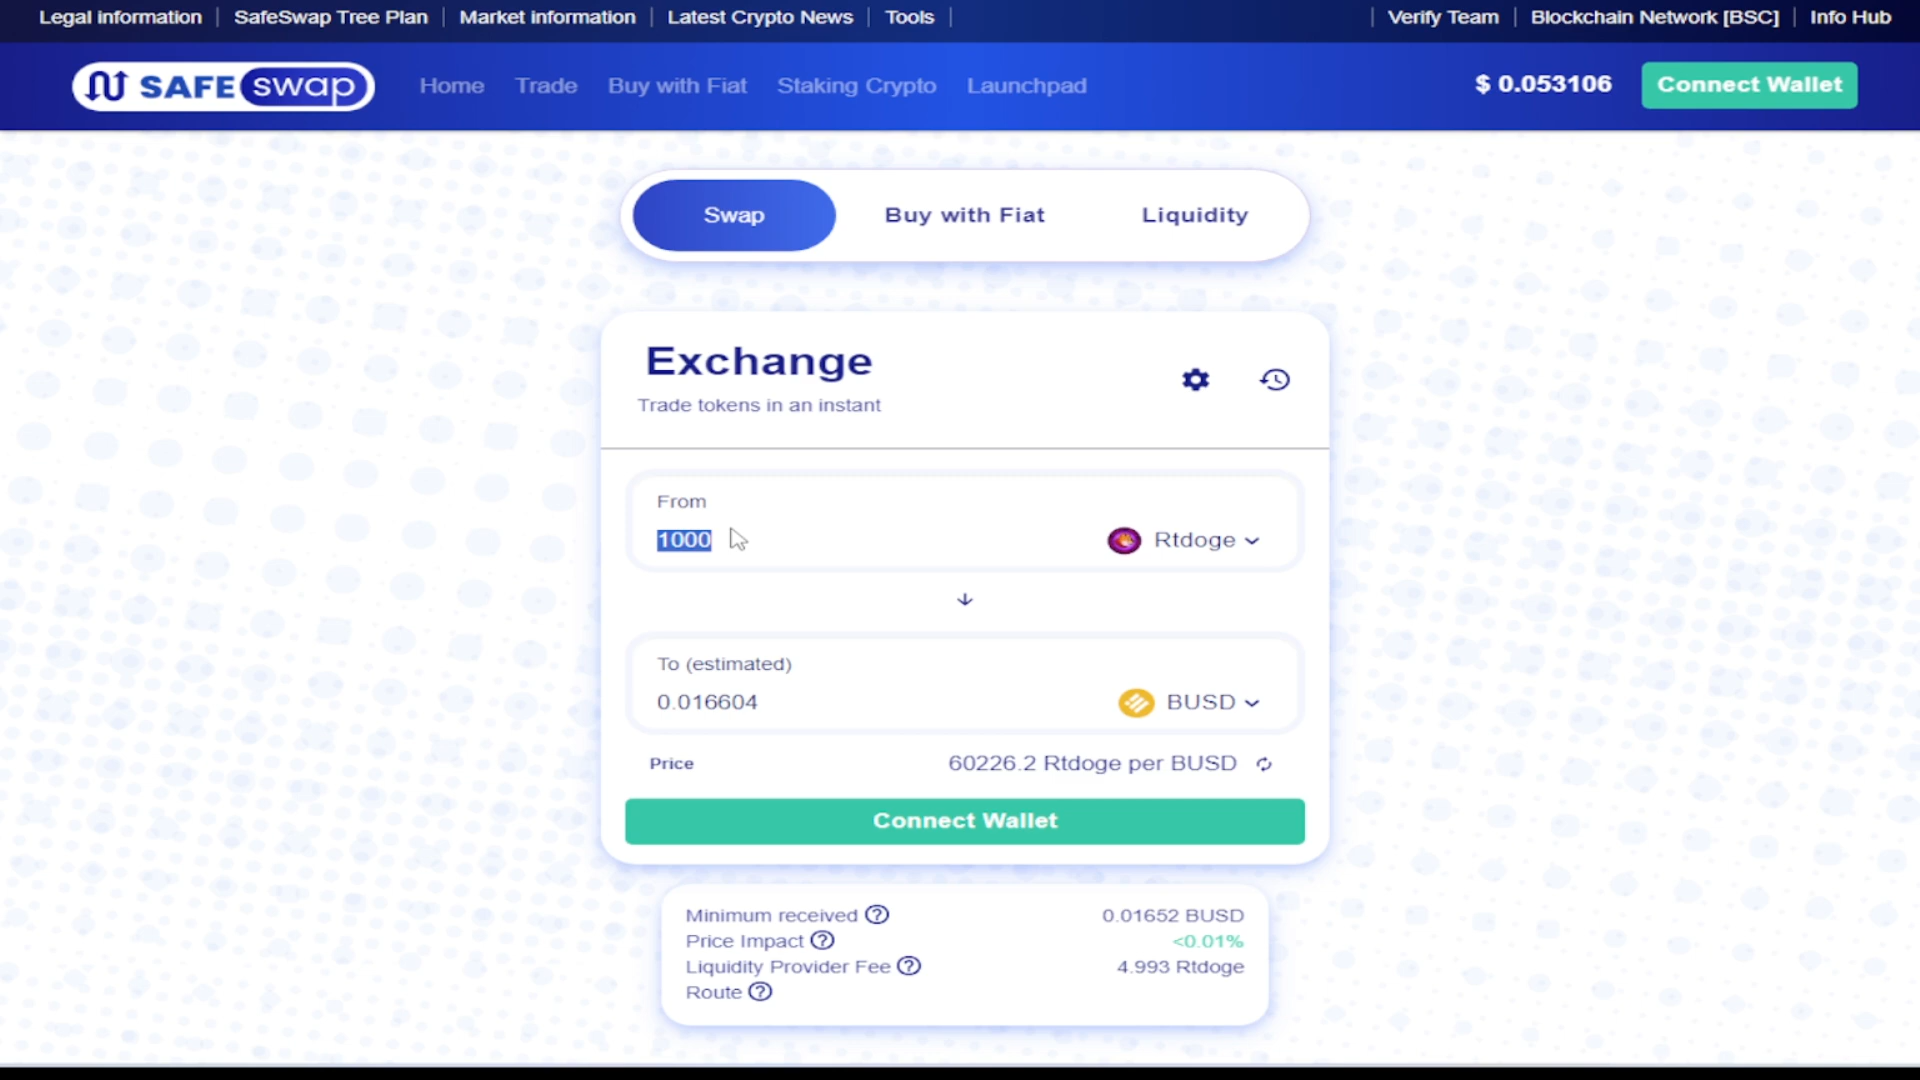 Legal information | SafeSwap Tree Plan | Market information | Latest Crypto News | Tools | | Verify Team | Blockchain Network [BSC] | Info Hub
SAFE swap Home Trade Buy with Fiat Staking Crypto Launchpad $ 0.053106 Connect Wallet
Swap Buy with Fiat Liquidity
Exchange
Trade tokens in an instant
From
1000 Rtdoge
To (estimated)
0.016604 BUSD
Price 60226.2 Rtdoge per BUSD
Connect Wallet
Minimum received ? 0.01652 BUSD
Price Impact ? <0.01%
Liquidity Provider Fee ? 4.993 Rtdoge
Route ?